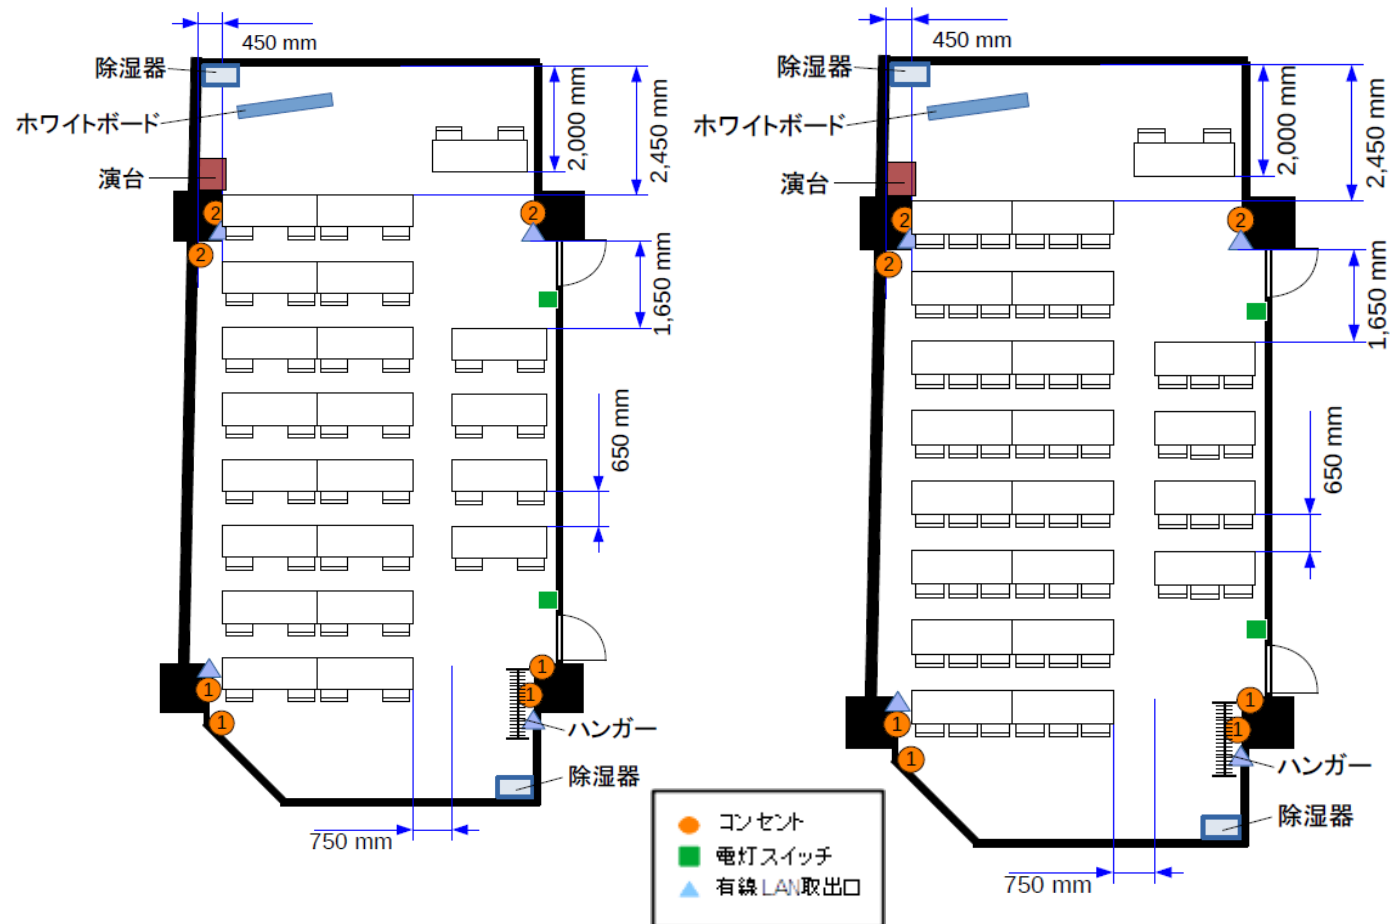 450 mm
除湿器
ホワイトボード
演台
2,000 mm
2,450 mm
2
2
2
1,650 mm
650 mm
1
1
1
1
ハンガー
除湿器
750 mm
450 mm
除湿器
ホワイトボード
演台
2,000 mm
2,450 mm
2
2
2
1,650 mm
650 mm
1
1
1
1
ハンガー
除湿器
750 mm
コンセント
電灯スイッチ
有線LAN取出口